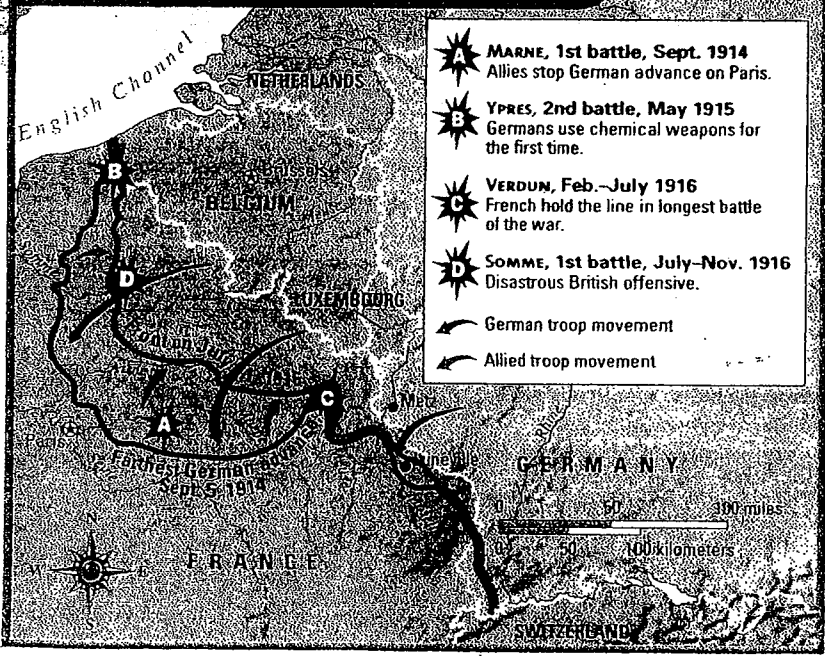 A MARNE, 1st battle, Sept. 1914
Allies stop German advance on Paris.
B YPRES, 2nd battle, May 1915
Germans use chemical weapons for
the first time.
C VERDUN, Feb.–July 1916
French hold the line in longest battle
of the war.
D SOMME, 1st battle, July–Nov. 1916
Disastrous British offensive.
German troop movement
Allied troop movement
English Channel
NETHERLANDS
B
BELGIUM
D
LUXEMBOURG
C
Metz
A
Paris
Farthest German advance
Sept. 5, 1914
GERMANY
0 50 100 miles
0 50 100 kilometers
FRANCE
N
W E
S
SWITZERLAND